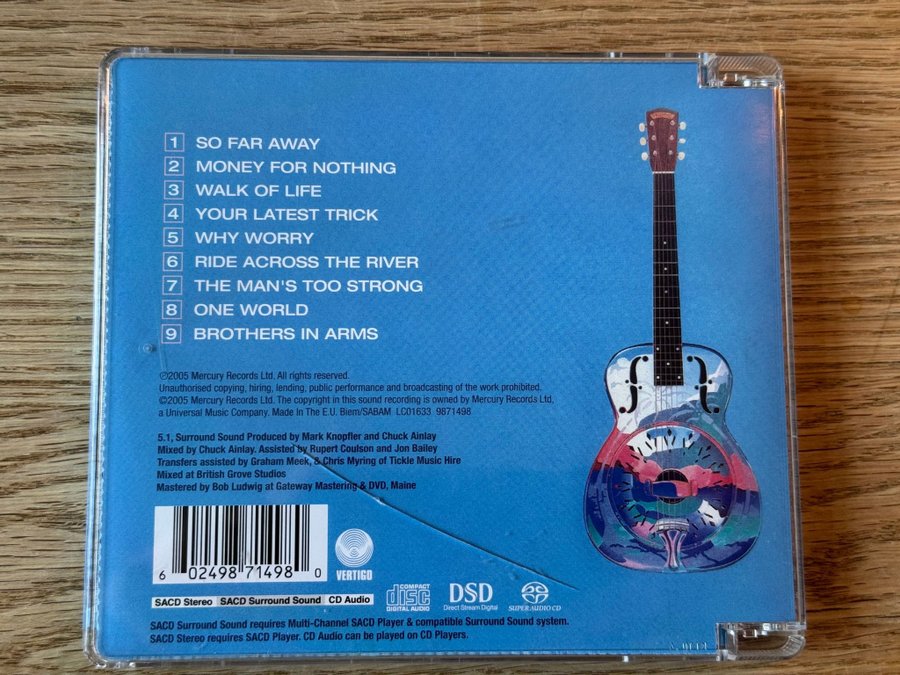 1 SO FAR AWAY
2 MONEY FOR NOTHING
3 WALK OF LIFE
4 YOUR LATEST TRICK
5 WHY WORRY
6 RIDE ACROSS THE RIVER
7 THE MAN'S TOO STRONG
8 ONE WORLD
9 BROTHERS IN ARMS
℗2005 Mercury Records Ltd. All rights reserved.
Unauthorised copying, hiring, lending, public performance and broadcasting of the work prohibited.
©2005 Mercury Records Ltd. The copyright in this sound recording is owned by Mercury Records Ltd,
a Universal Music Company. Made In The E.U. Biem/SABAM LC01633 9871498
5.1, Surround Sound Produced by Mark Knopfler and Chuck Ainlay
Mixed by Chuck Ainlay. Assisted by Rupert Coulson and Jon Bailey
Transfers assisted by Graham Meek, & Chris Myring of Tickle Music Hire
Mixed at British Grove Studios
Mastered by Bob Ludwig at Gateway Mastering & DVD, Maine
6 02498 71498 0
VERTIGO
SACD Stereo SACD Surround Sound CD Audio
COMPACT
disc
DIGITAL AUDIO
DSD
Direct Stream Digital
SUPER AUDIO CD
SACD Surround Sound requires Multi-Channel SACD Player & compatible Surround Sound system.
SACD Stereo requires SACD Player. CD Audio can be played on CD Players.